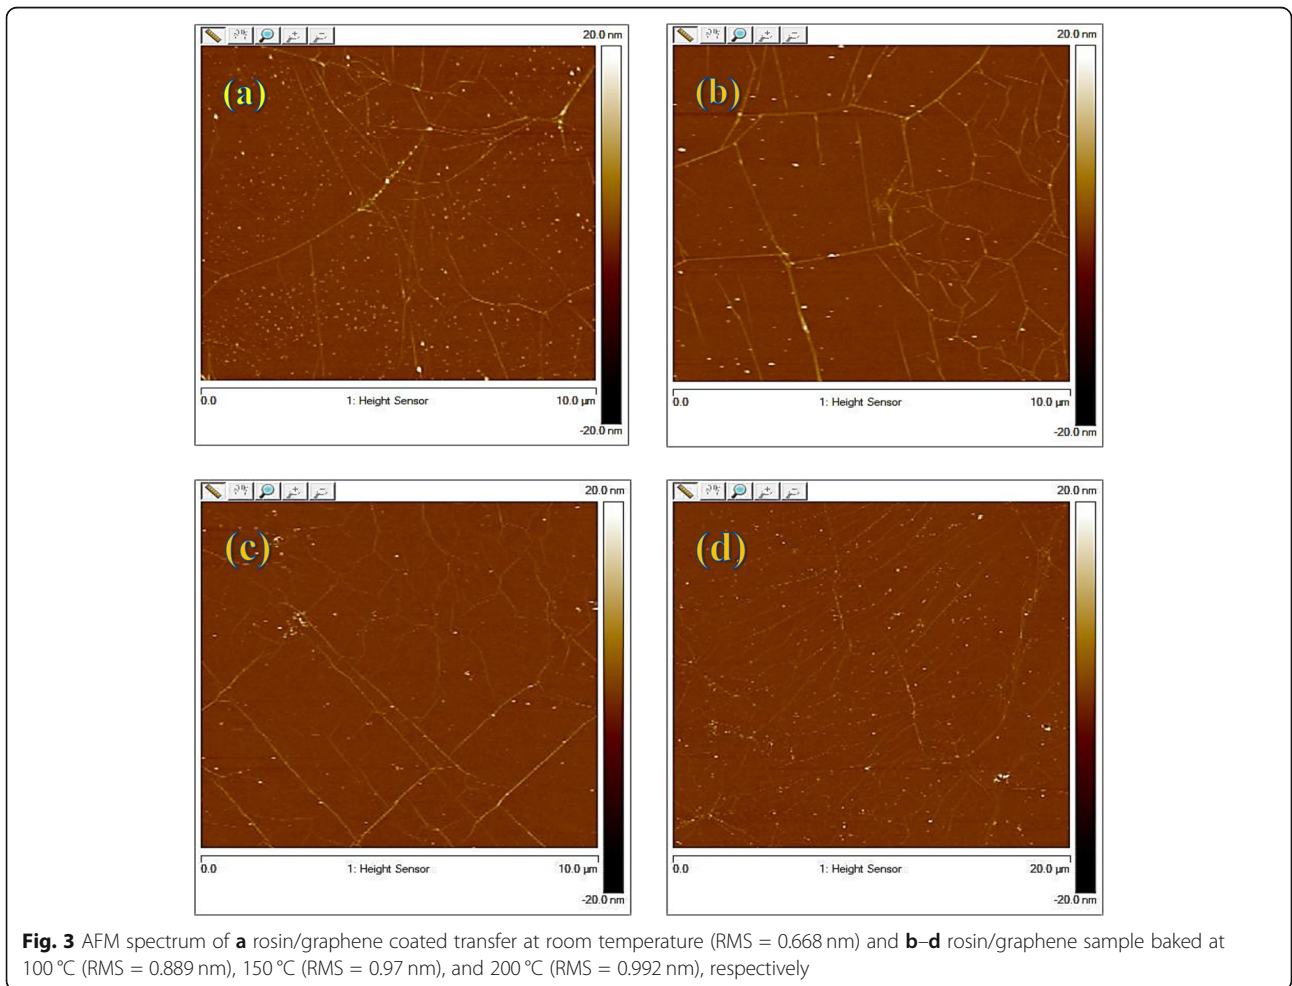 20.0 nm
(a)
0.0 1: Height Sensor 10.0 µm
-20.0 nm
20.0 nm
(b)
0.0 1: Height Sensor 10.0 µm
-20.0 nm
20.0 nm
(c)
0.0 1: Height Sensor 10.0 µm
-20.0 nm
20.0 nm
(d)
0.0 1: Height Sensor 20.0 µm
-20.0 nm
Fig. 3 AFM spectrum of a rosin/graphene coated transfer at room temperature (RMS = 0.668 nm) and b–d rosin/graphene sample baked at
100 °C (RMS = 0.889 nm), 150 °C (RMS = 0.97 nm), and 200 °C (RMS = 0.992 nm), respectively